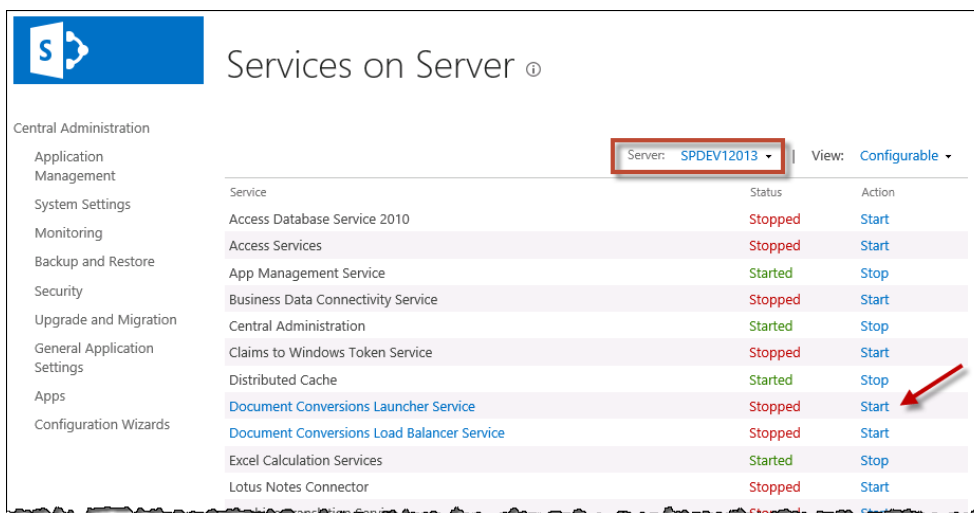 S
Services on Server
Central Administration
Application
Management
System Settings
Monitoring
Backup and Restore
Security
Upgrade and Migration
General Application
Settings
Apps
Configuration Wizards
Server: SPDEV12013 | View: Configurable
Service Status Action
Access Database Service 2010 Stopped Start
Access Services Stopped Start
App Management Service Started Stop
Business Data Connectivity Service Stopped Start
Central Administration Started Stop
Claims to Windows Token Service Stopped Start
Distributed Cache Started Stop
Document Conversions Launcher Service Stopped Start
Document Conversions Load Balancer Service Stopped Start
Excel Calculation Services Started Stop
Lotus Notes Connector Stopped Start